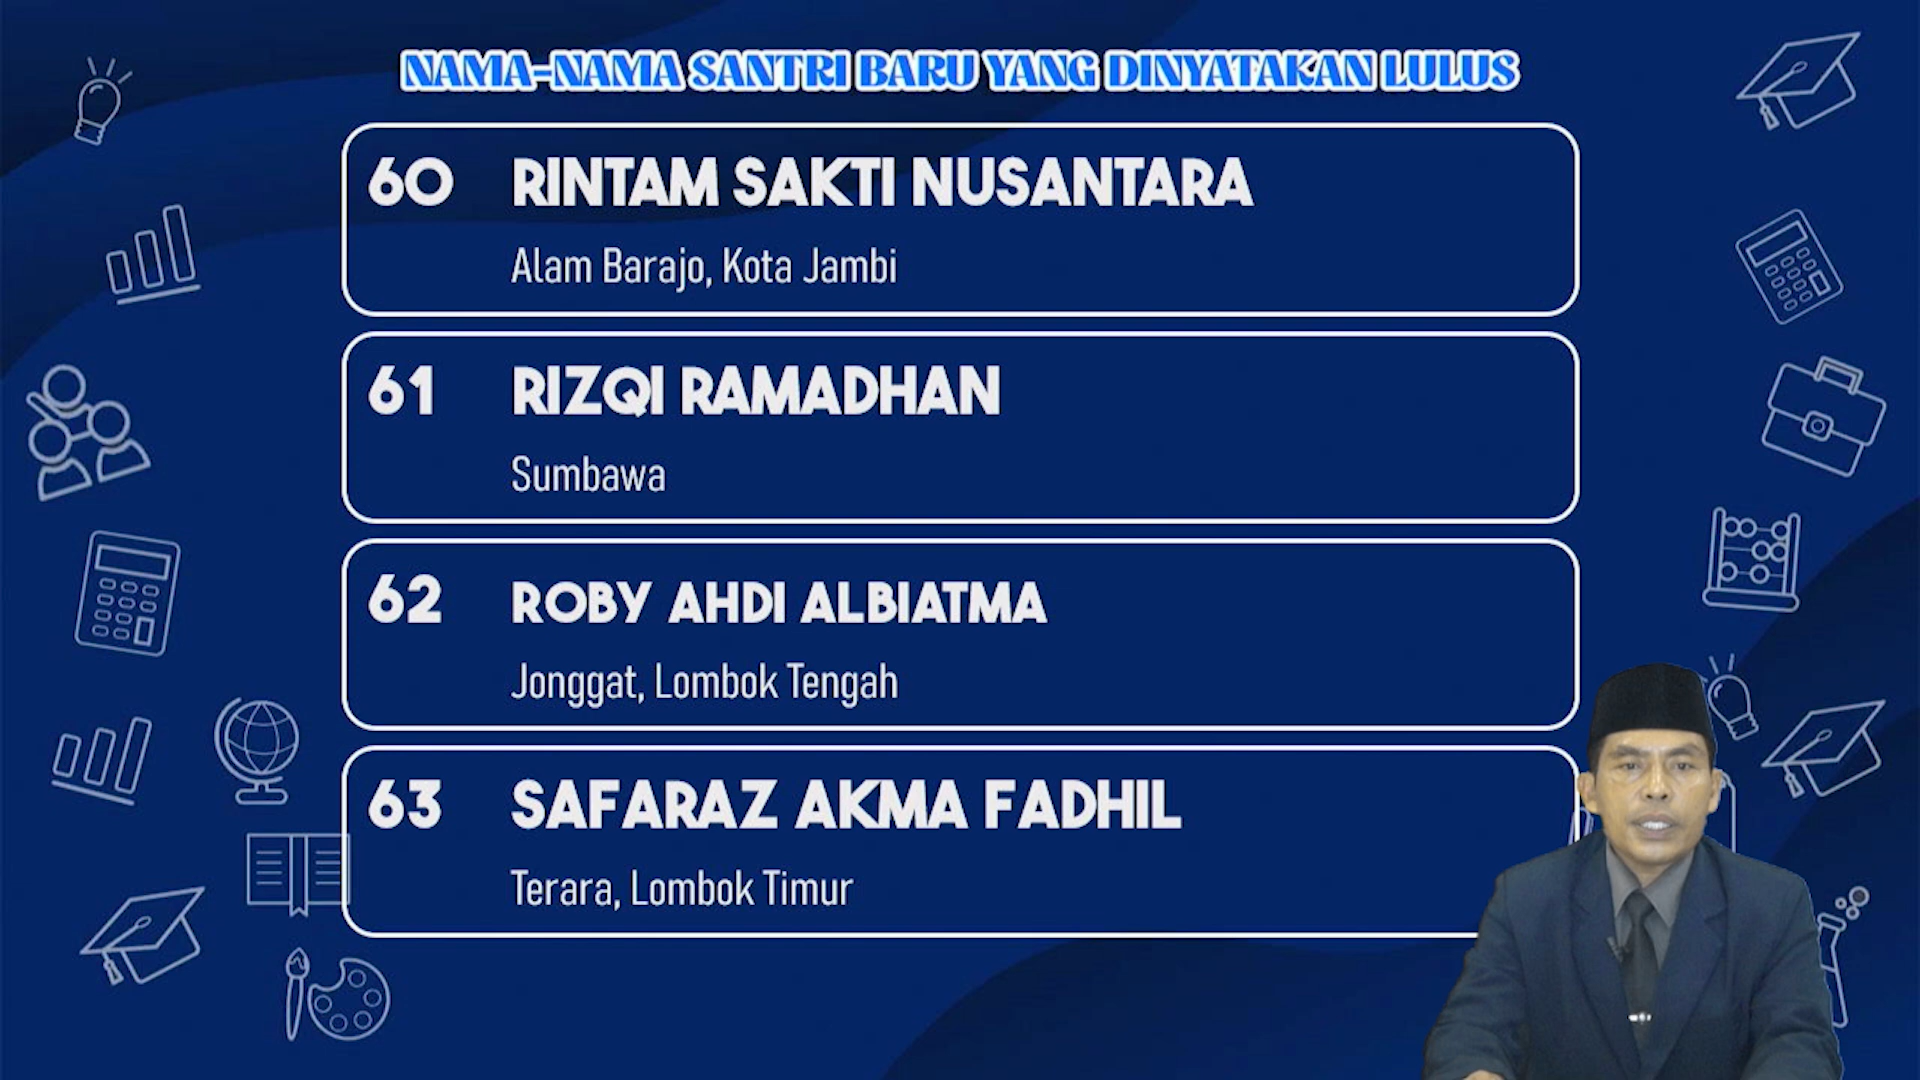 NAMA-NAMA SANTRI BARU YANG DINYATAKAN LULUS
60 RINTAM SAKTI NUSANTARA
Alam Barajo, Kota Jambi
61 RIZQI RAMADHAN
Sumbawa
62 ROBY AHDI ALBIATMA
Jonggat, Lombok Tengah
63 SAFARAZ AKMA FADHIL
Terara, Lombok Timur